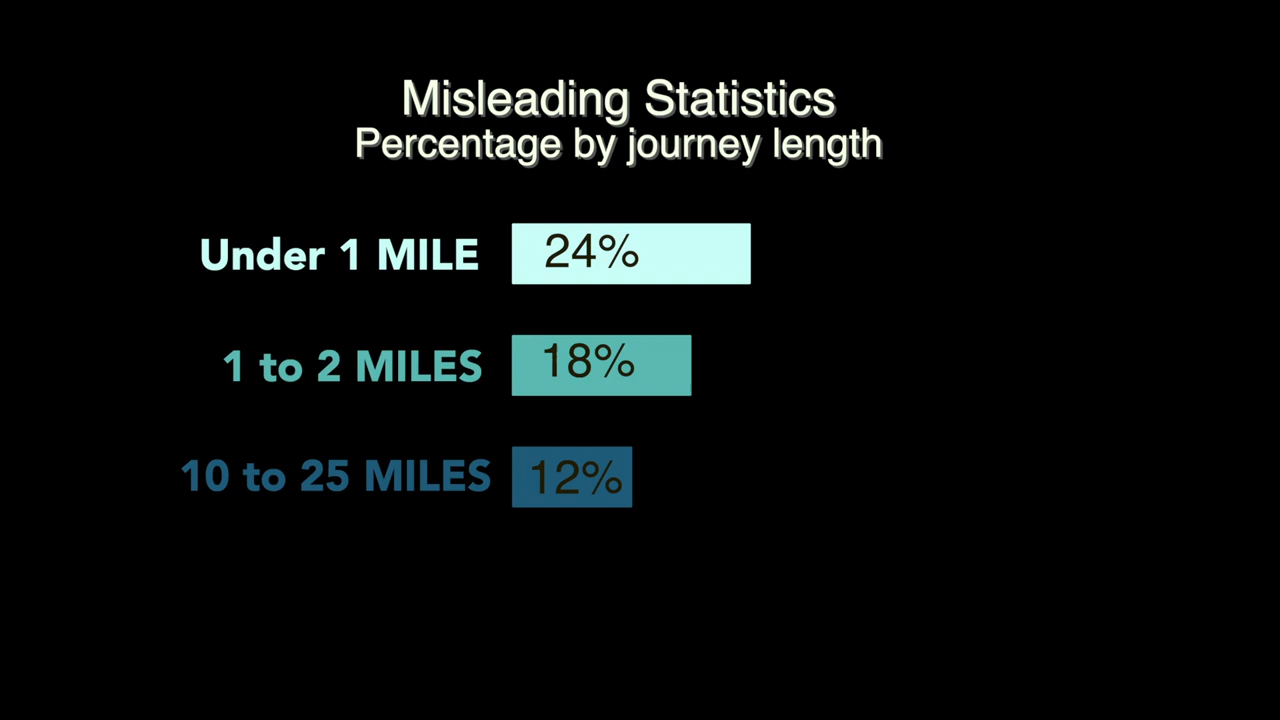 Misleading Statistics
Percentage by journey length
Under 1 MILE 24%
1 to 2 MILES 18%
10 to 25 MILES 12%